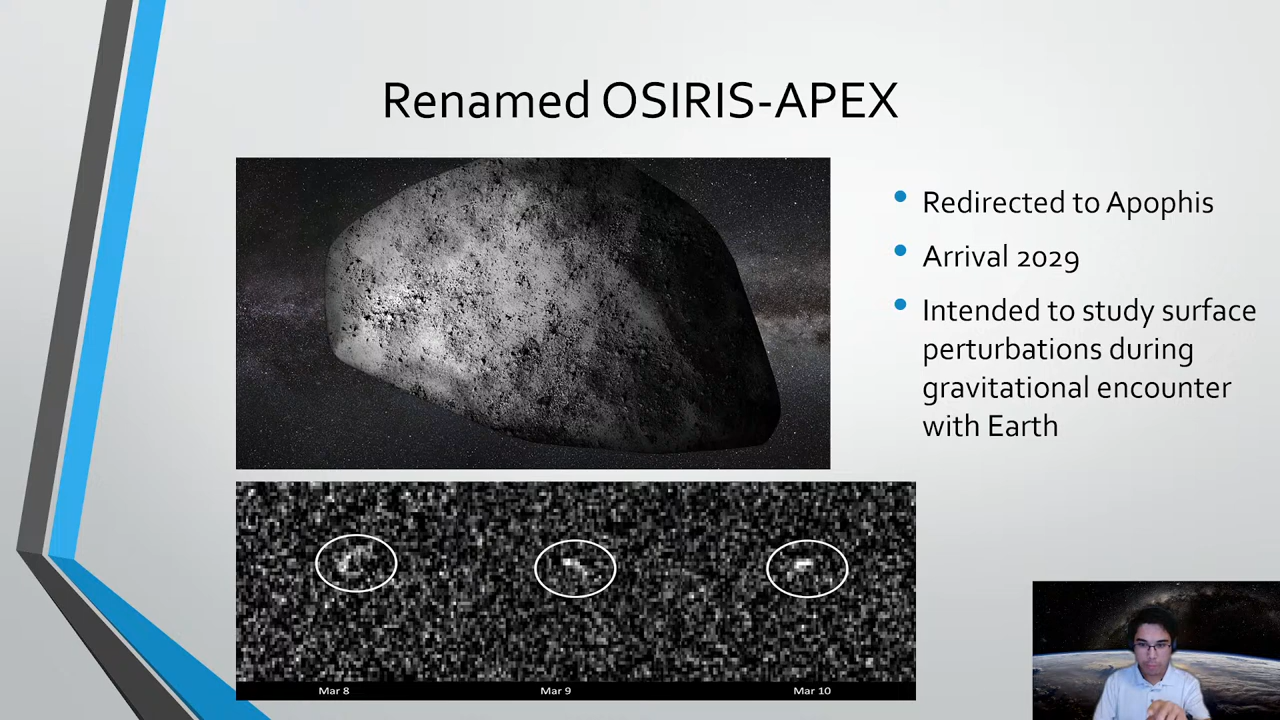 Renamed OSIRIS-APEX
Redirected to Apophis
Arrival 2029
Intended to study surface
perturbations during
gravitational encounter
with Earth
Mar 8
Mar 9
Mar 10